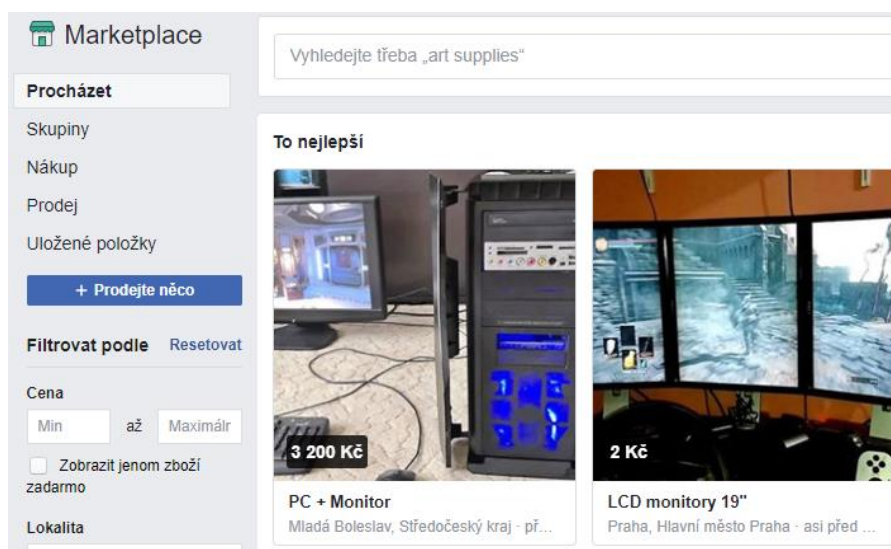 Marketplace
Vyhledejte třeba „art supplies“
Procházet
Skupiny
Nákup
Prodej
Uložené položky
+ Prodejte něco
Filtrovat podle Resetovat
Cena
Min až Maximálr
Zobrazit jenom zboží
zadarmo
Lokalita
To nejlepší
3 200 Kč
PC + Monitor
Mladá Boleslav, Středočeský kraj · př...
2 Kč
LCD monitory 19"
Praha, Hlavní město Praha · asi před ...